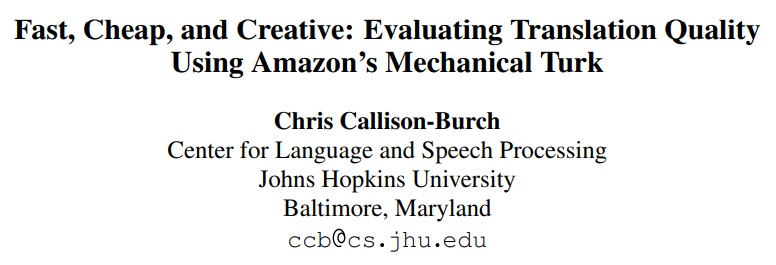 Fast, Cheap, and Creative: Evaluating Translation Quality
Using Amazon's Mechanical Turk
Chris Callison-Burch
Center for Language and Speech Processing
Johns Hopkins University
Baltimore, Maryland
ccb@cs.jhu.edu